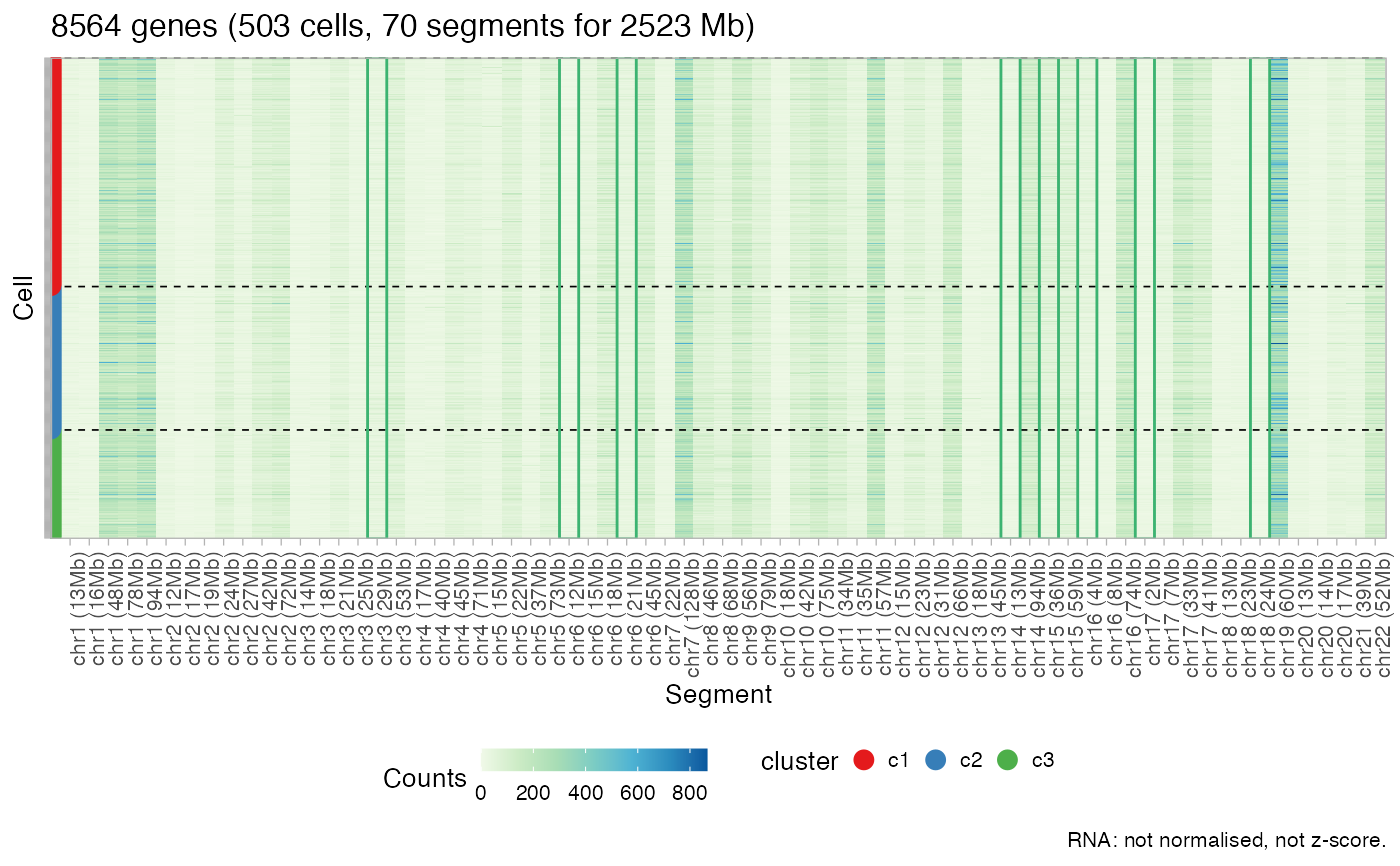 8564 genes (503 cells, 70 segments for 2523 Mb)
Cell
chr1 (13Mb)
chr1 (16Mb)
chr1 (48Mb)
chr1 (78Mb)
chr1 (94Mb)
chr2 (12Mb)
chr2 (17Mb)
chr2 (19Mb)
chr2 (24Mb)
chr2 (27Mb)
chr2 (42Mb)
chr2 (72Mb)
chr3 (14Mb)
chr3 (18Mb)
chr3 (21Mb)
chr3 (25Mb)
chr3 (29Mb)
chr3 (53Mb)
chr4 (17Mb)
chr4 (40Mb)
chr4 (45Mb)
chr4 (71Mb)
chr5 (15Mb)
chr5 (22Mb)
chr5 (37Mb)
chr5 (73Mb)
chr6 (12Mb)
chr6 (15Mb)
chr6 (18Mb)
chr6 (21Mb)
chr6 (45Mb)
chr7 (22Mb)
chr7 (128Mb)
chr8 (46Mb)
chr8 (68Mb)
chr9 (56Mb)
chr9 (79Mb)
chr10 (18Mb)
chr10 (42Mb)
chr10 (75Mb)
chr11 (34Mb)
chr11 (35Mb)
chr11 (57Mb)
chr12 (15Mb)
chr12 (23Mb)
chr12 (31Mb)
chr12 (66Mb)
chr13 (18Mb)
chr13 (45Mb)
chr14 (13Mb)
chr14 (94Mb)
chr15 (36Mb)
chr15 (59Mb)
chr16 (4Mb)
chr16 (8Mb)
chr16 (74Mb)
chr17 (2Mb)
chr17 (7Mb)
chr17 (33Mb)
chr17 (41Mb)
chr18 (13Mb)
chr18 (23Mb)
chr18 (24Mb)
chr19 (60Mb)
chr20 (13Mb)
chr20 (14Mb)
chr20 (17Mb)
chr21 (39Mb)
chr22 (52Mb)
Segment
Counts
0 200 400 600 800
cluster c1 c2 c3
RNA: not normalised, not z-score.